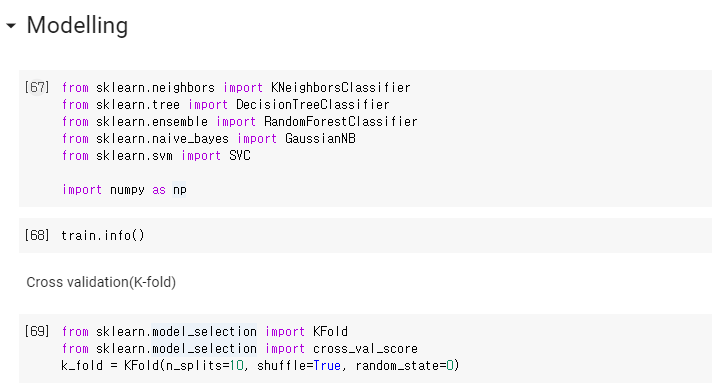 Modelling
[67] from sklearn.neighbors import KNeighborsClassifier
from sklearn.tree import DecisionTreeClassifier
from sklearn.ensemble import RandomForestClassifier
from sklearn.naive_bayes import GaussianNB
from sklearn.svm import SVC
import numpy as np
[68] train.info()
Cross validation(K-fold)
[69] from sklearn.model_selection import KFold
from sklearn.model_selection import cross_val_score
k_fold = KFold(n_splits=10, shuffle=True, random_state=0)